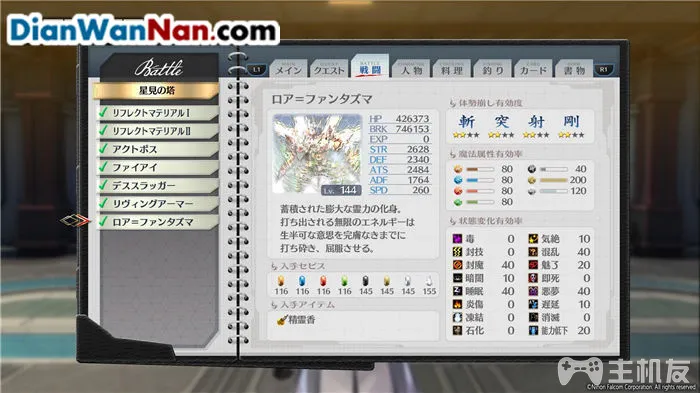 DianWanNan.com
Battle
星見の塔
リフレクトマテリアルⅠ
リフレクトマテリアルⅡ
アクトボス
ファイアイ
デススラッガー
リヴィングアーマー
ロア=ファンタズマ
L1
メイン
クエスト
BATTLE
戦闘
人物
料理
釣り
カード
書物
R1
ロア=ファンタズマ
HP 426373
BRK 746153
EXP 0
STR 2628
DEF 2340
ATS 2484
ADF 1764
SPD 260
Lv. 144
蓄積された膨大な霊力の化身。
打ち出される無限のエネルギーは
生半可な意思を完膚なきまでに
打ち砕き、屈服させる。
入手セピス
116 116 116 116 145 145 145 155
入手アイテム
精霊香
体勢崩し有効度
斬 突 射 剛
★★★★★ ★★★★★ ★★★★★ ★★★★★
魔法属性有効率
80 40
80 200
80 120
80
状態変化有効率
毒 0 気絶 10
封技 0 混乱 40
封魔 40 魅了 20
暗闇 10 即死 0
睡眠 40 悪夢 40
炎傷 0 遅延 10
凍結 0 消滅 0
石化 0 能力低下 20
主机友
©Nihon Falcom Corporation. All rights reserved.